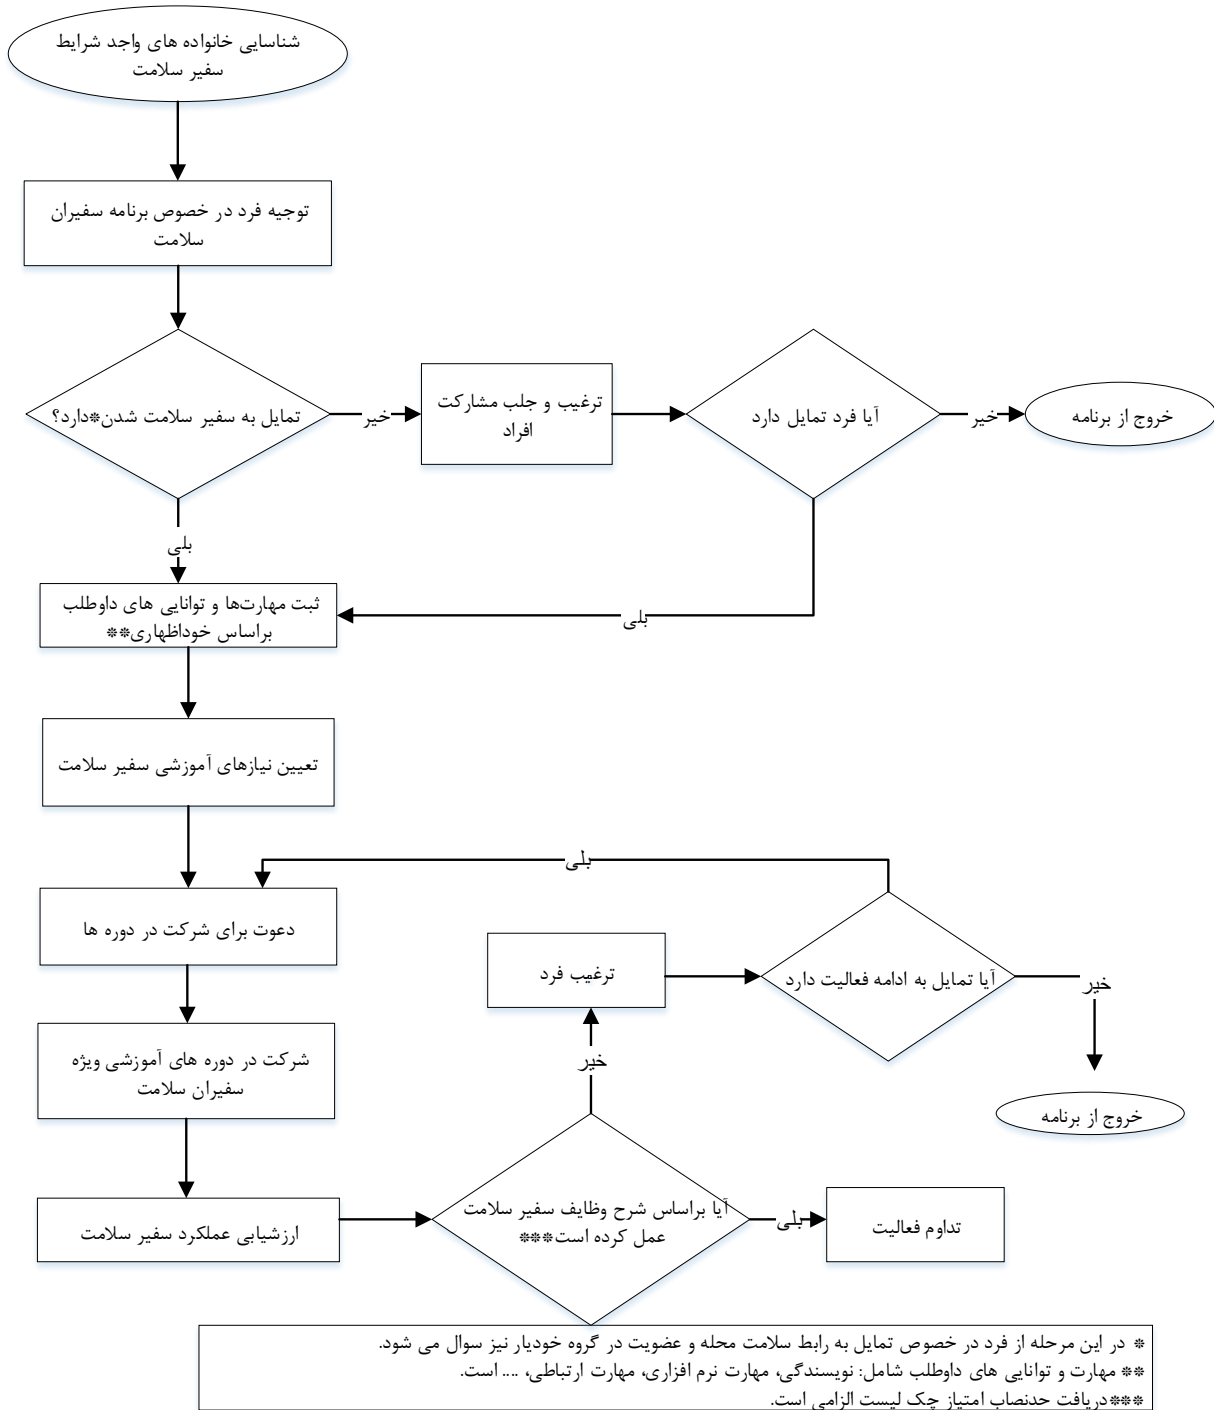 شناسایی خانواده های واجد شرایط
سفیر سلامت
توجیه فرد در خصوص برنامه سفیران
سلامت
تمایل به سفیر سلامت شدن*دارد؟
خیر
ترغیب و جلب مشارکت
افراد
آیا فرد تمایل دارد
خیر
خروج از برنامه
بلی
ثبت مهارت‌ها و توانایی های داوطلب
براساس خوداظهاری**
بلی
تعیین نیازهای آموزشی سفیر سلامت
بلی
دعوت برای شرکت در دوره ها
ترغیب فرد
آیا تمایل به ادامه فعالیت دارد
خیر
شرکت در دوره های آموزشی ویژه
سفیران سلامت
خیر
خروج از برنامه
ارزشیابی عملکرد سفیر سلامت
آیا براساس شرح وظایف سفیر سلامت
عمل کرده است***
بلی
تداوم فعالیت
* در این مرحله از فرد در خصوص تمایل به رابط سلامت محله و عضویت در گروه خودیار نیز سوال می شود.
** مهارت و توانایی های داوطلب شامل: نویسندگی، مهارت نرم افزاری، مهارت ارتباطی، .... است.
***دریافت حدنصاب امتیاز چک لیست الزامی است.